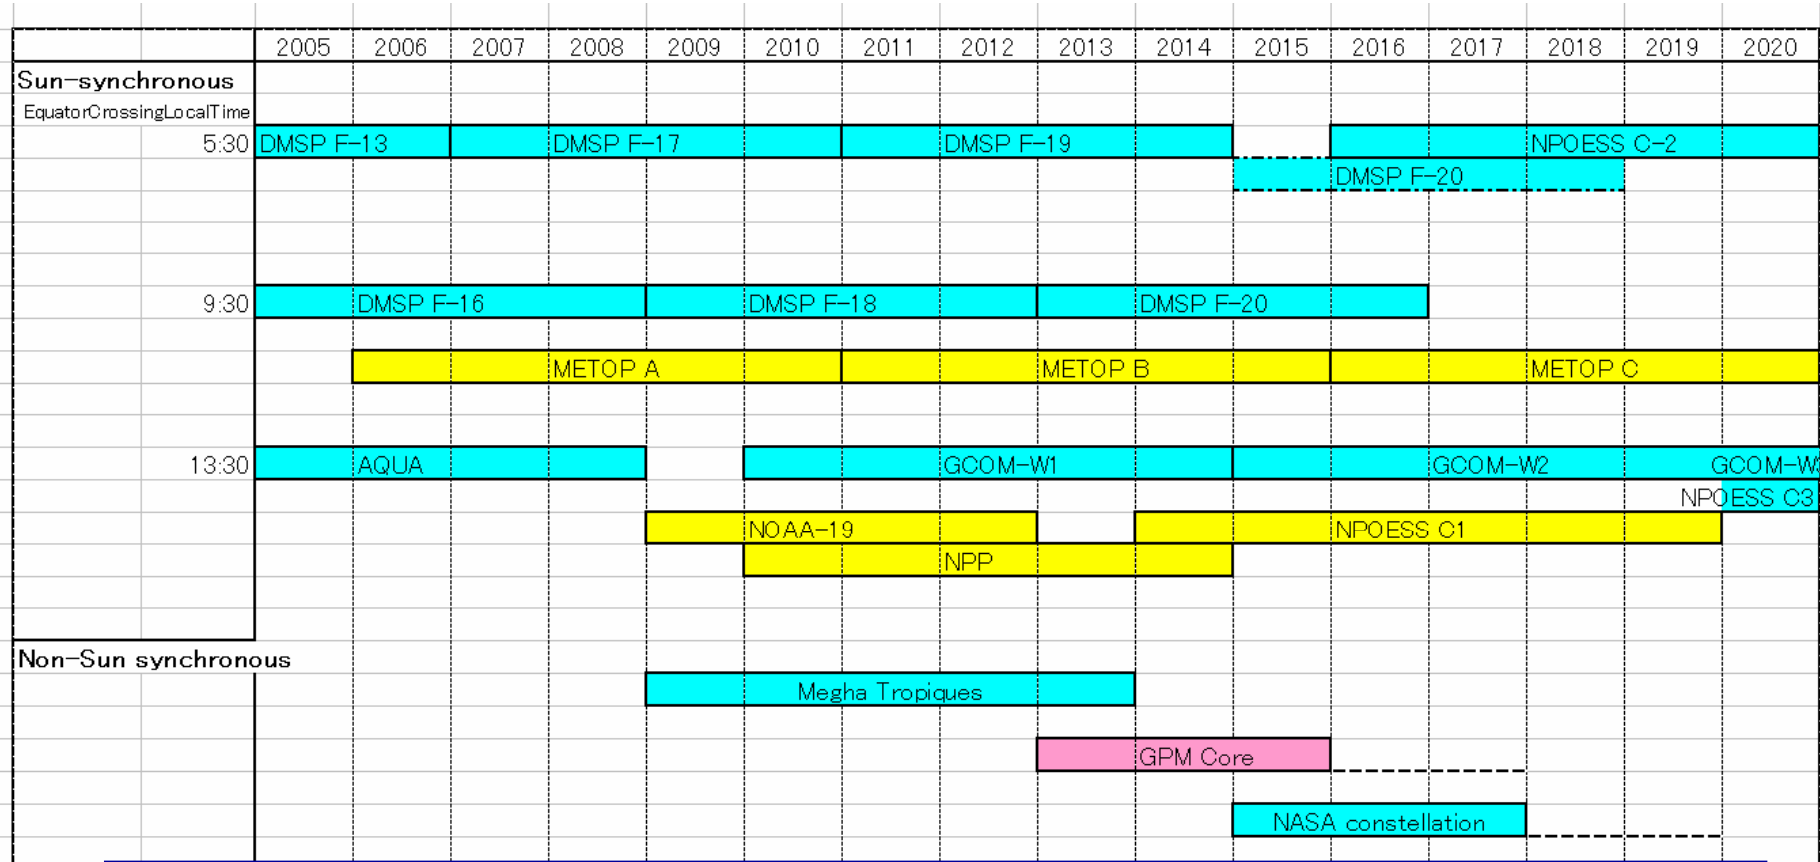 2005 2006 2007 2008 2009 2010 2011 2012 2013 2014 2015 2016 2017 2018 2019 2020
Sun-synchronous
EquatorCrossingLocalTime
5:30 DMSP F-13 DMSP F-17 DMSP F-19 NPOESS C-2
DMSP F-20
9:30 DMSP F-16 DMSP F-18 DMSP F-20
METOP A METOP B METOP C
13:30 AQUA GCOM-W1 GCOM-W2 GCOM-W3
NPOESS C3
NOAA-19 NPOESS C1
NPP
Non-Sun synchronous
Megha Tropiques
GPM Core
NASA constellation